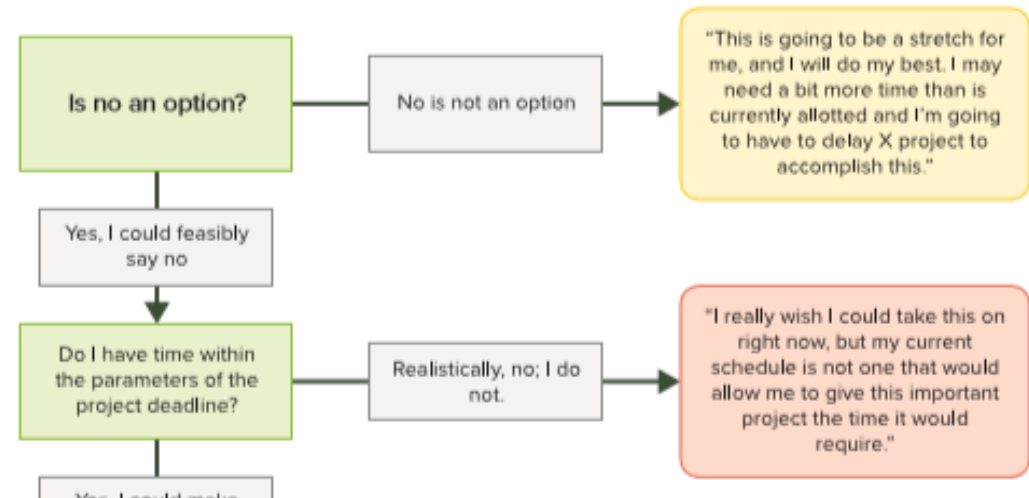 Is no an option?
No is not an option
"This is going to be a stretch for
me, and I will do my best. I may
need a bit more time than is
currently allotted and I'm going
to have to delay X project to
accomplish this."
Yes, I could feasibly
say no
Do I have time within
the parameters of the
project deadline?
Realistically, no; I do
not.
"I really wish I could take this on
right now, but my current
schedule is not one that would
allow me to give this important
project the time it would
require."
Yes, I could make